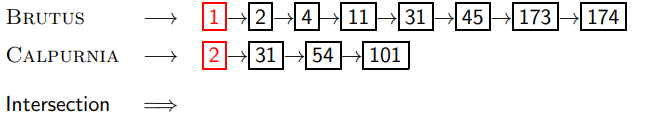 BRUTUS ⟶ 1 → 2 → 4 → 11 → 31 → 45 → 173 → 174
CALPURNIA ⟶ 2 → 31 → 54 → 101
Intersection ⟹